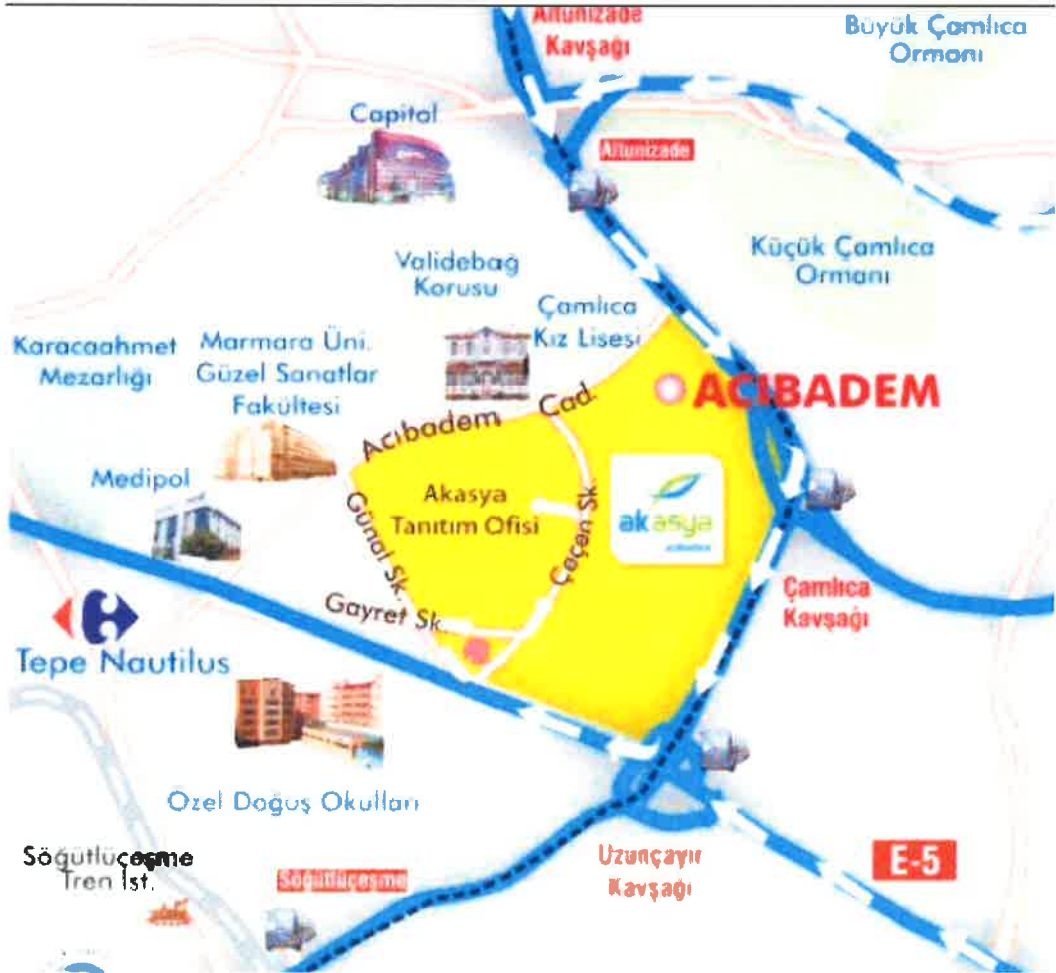 Altunizade
Kavşağı
Büyük Çamlıca
Ormanı
Capitol
Altunizade
Validebağ
Korusu
Küçük Çamlıca
Ormanı
Çamlıca
Kız Lisesi
Karacaahmet
Mezarlığı
Marmara Üni.
Güzel Sanatlar
Fakültesi
ACIBADEM
Acıbadem Cad.
Medipol
Akasya
Tanıtım Ofisi
akasya
Günal Sk.
Çeçen Sk.
Gayret Sk.
Çamlıca
Kavşağı
Tepe Nautilus
Özel Doğuş Okulları
Söğütlüçeşme
Tren İst.
Söğütlüçeşme
Uzunçayır
Kavşağı
E-5